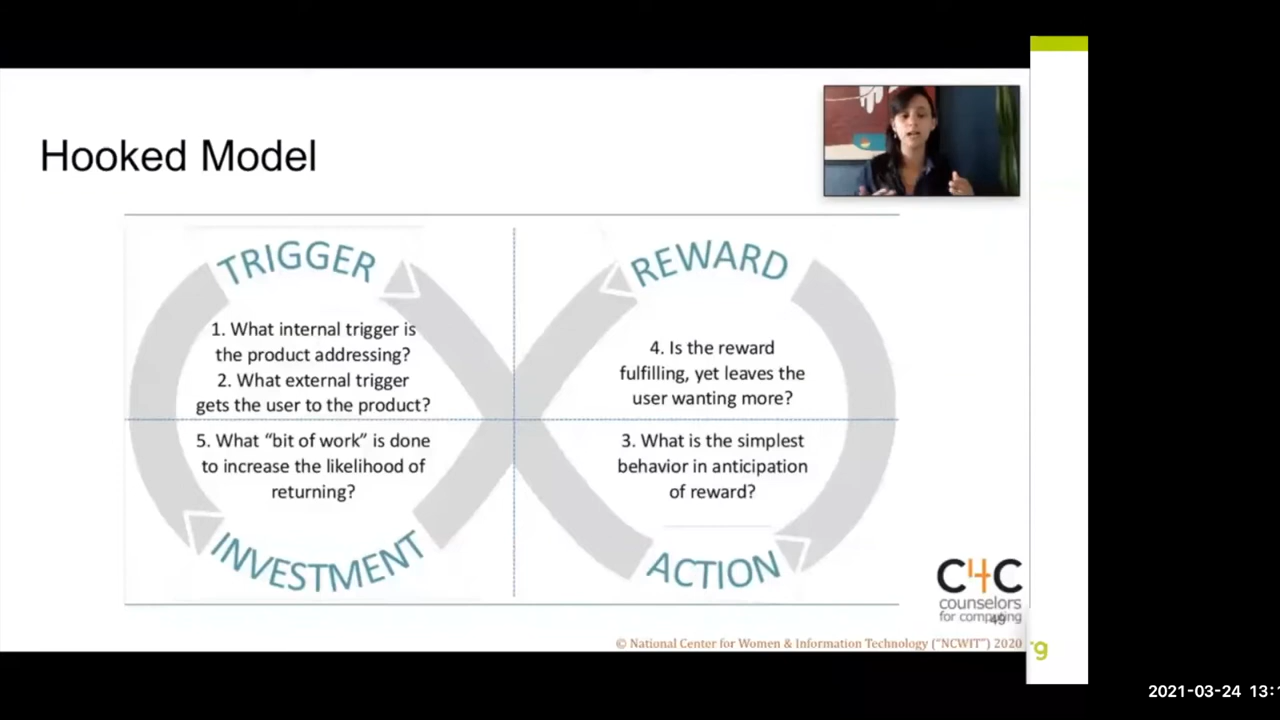 Hooked Model
TRIGGER
1. What internal trigger is
the product addressing?
2. What external trigger
gets the user to the product?
REWARD
4. Is the reward
fulfilling, yet leaves the
user wanting more?
5. What “bit of work” is done
to increase the likelihood of
returning?
INVESTMENT
3. What is the simplest
behavior in anticipation
of reward?
ACTION
C4C
counselors
for computing
49
© National Center for Women & Information Technology (“NCWIT”) 2020
rg
2021-03-24 13:1